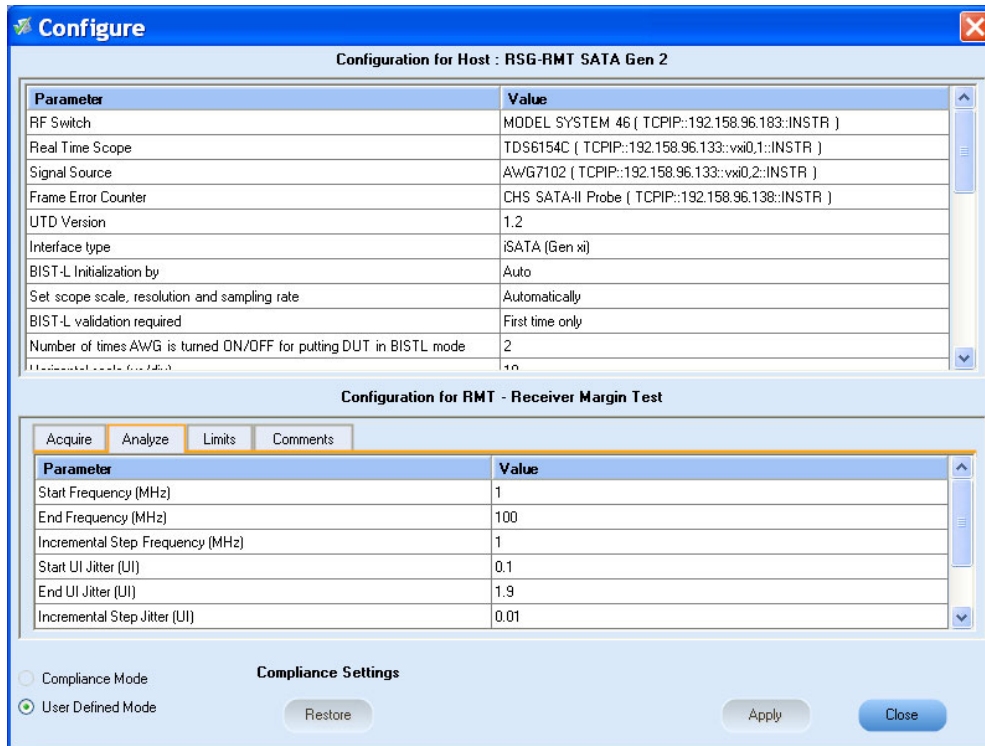 Configure
Configuration for Host : RSG-RMT SATA Gen 2
Parameter Value
RF Switch MODEL SYSTEM 46 ( TCPIP::192.158.96.183::INSTR )
Real Time Scope TDS6154C ( TCPIP::192.158.96.133::vxi0,1::INSTR )
Signal Source AWG7102 ( TCPIP::192.158.96.133::vxi0,2::INSTR )
Frame Error Counter CHS SATA-II Probe ( TCPIP::192.158.96.138::INSTR )
UTD Version 1.2
Interface type iSATA (Gen xi)
BIST-L Initialization by Auto
Set scope scale, resolution and sampling rate Automatically
BIST-L validation required First time only
Number of times AWG is turned ON/OFF for putting DUT in BISTL mode 2
Horizontal scale (us/div) 10
Configuration for RMT - Receiver Margin Test
Acquire Analyze Limits Comments
Parameter Value
Start Frequency (MHz) 1
End Frequency (MHz) 100
Incremental Step Frequency (MHz) 1
Start UI Jitter (UI) 0.1
End UI Jitter (UI) 1.9
Incremental Step Jitter (UI) 0.01
Compliance Mode Compliance Settings
User Defined Mode Restore Apply Close